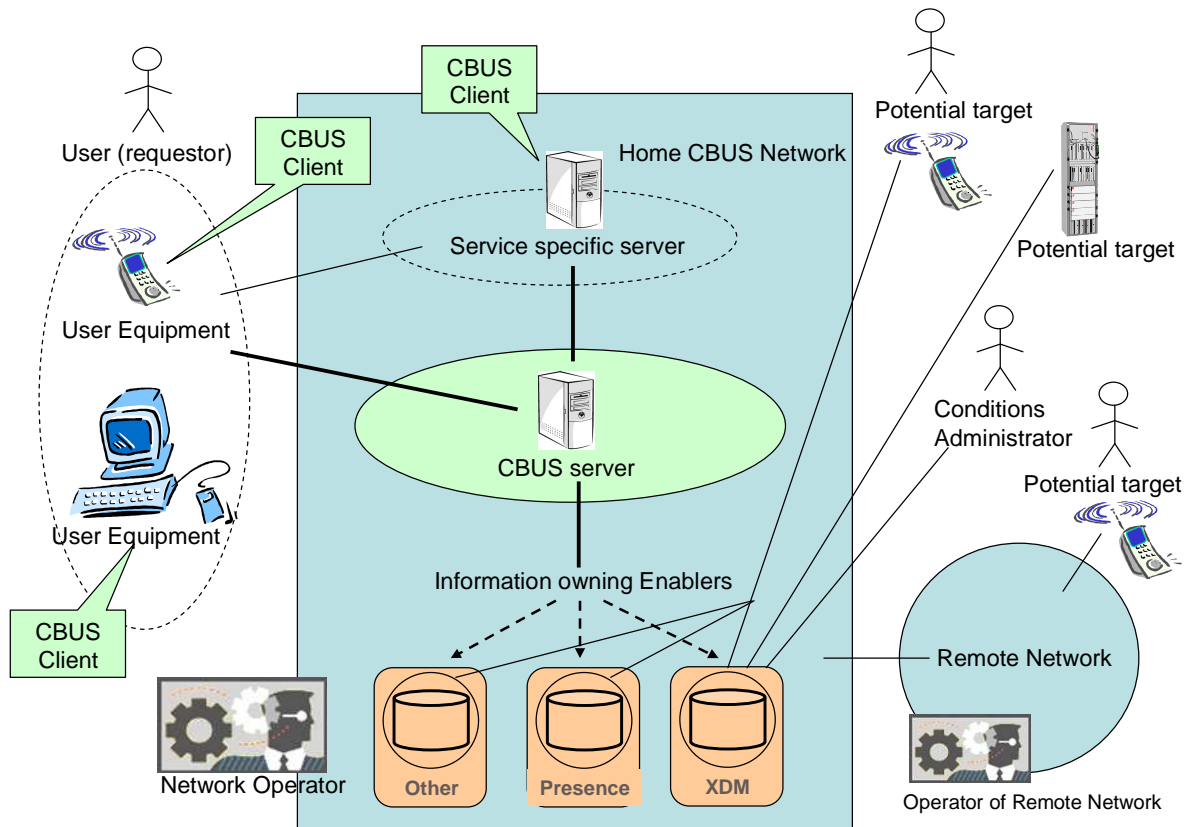 CBUS
Client
User (requestor)
CBUS
Client
Home CBUS Network
Potential target
Potential target
Service specific server
User Equipment
CBUS server
Conditions
Administrator
Potential target
User Equipment
Information owning Enablers
CBUS
Client
Remote Network
Network Operator
Other
Presence
XDM
Operator of Remote Network